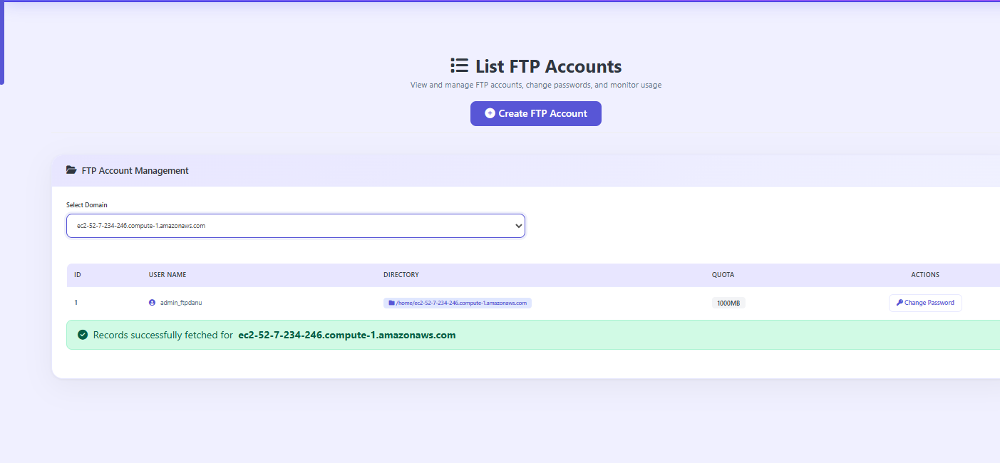 List FTP Accounts
View and manage FTP accounts, change passwords, and monitor usage
Create FTP Account
FTP Account Management
Select Domain
ec2-52-7-234-246.compute-1.amazonaws.com
ID USER NAME DIRECTORY QUOTA ACTIONS
1 admin_ftpdanu /home/ec2-52-7-234-246.compute-1.amazonaws.com 1000MB Change Password
Records successfully fetched for ec2-52-7-234-246.compute-1.amazonaws.com